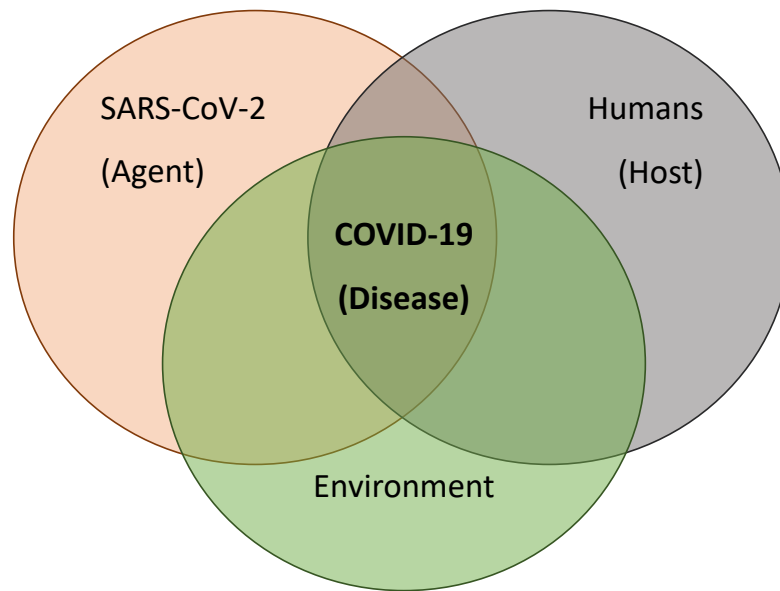 SARS-CoV-2
(Agent)
Humans
(Host)
COVID-19
(Disease)
Environment